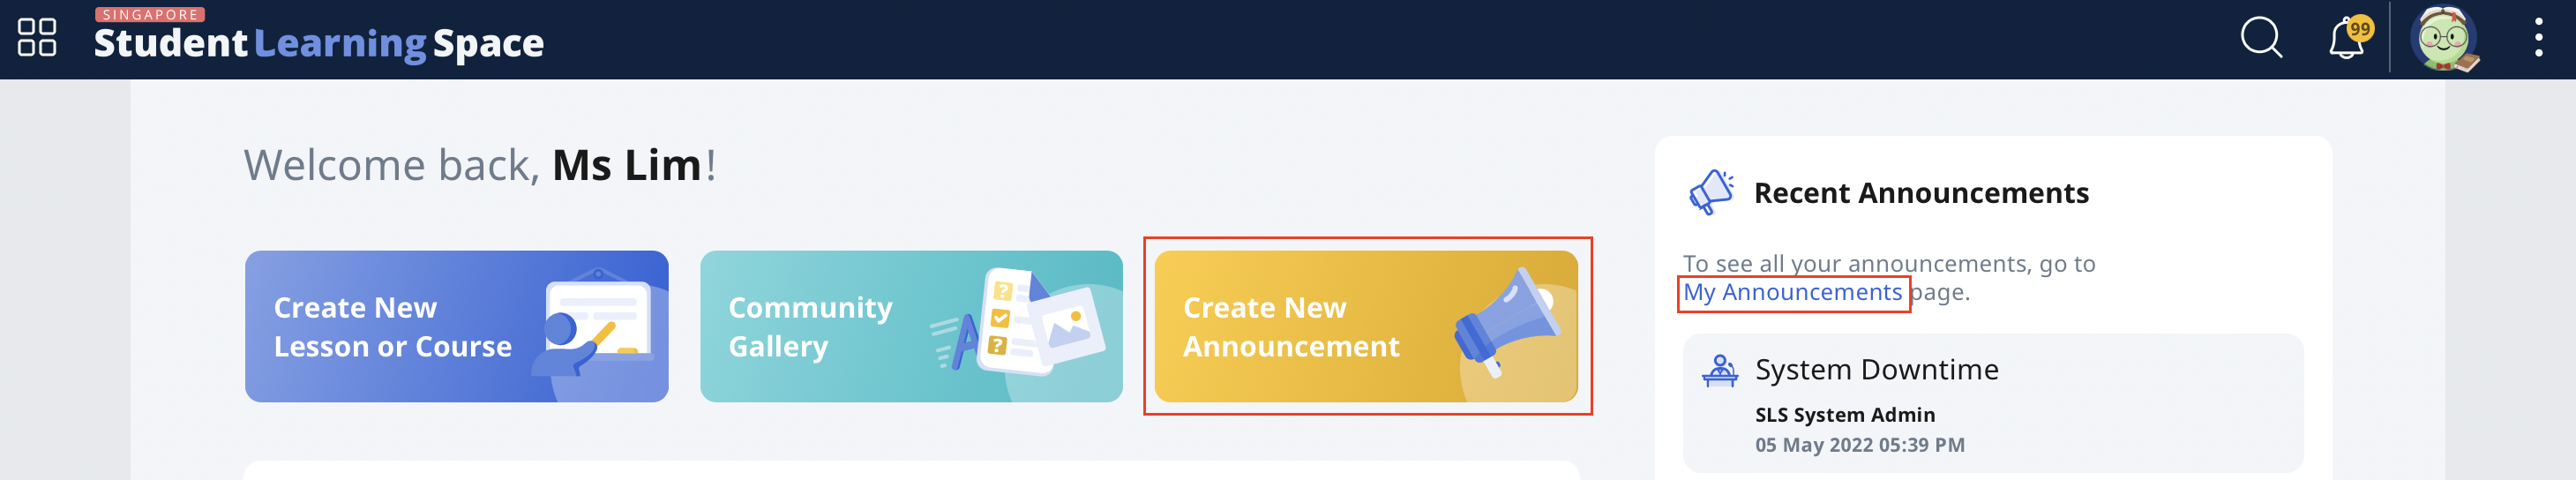 SINGAPORE
Student Learning Space
99
Welcome back, Ms Lim!
Create New
Lesson or Course
Community
Gallery
Create New
Announcement
Recent Announcements
To see all your announcements, go to
My Announcements page.
System Downtime
SLS System Admin
05 May 2022 05:39 PM